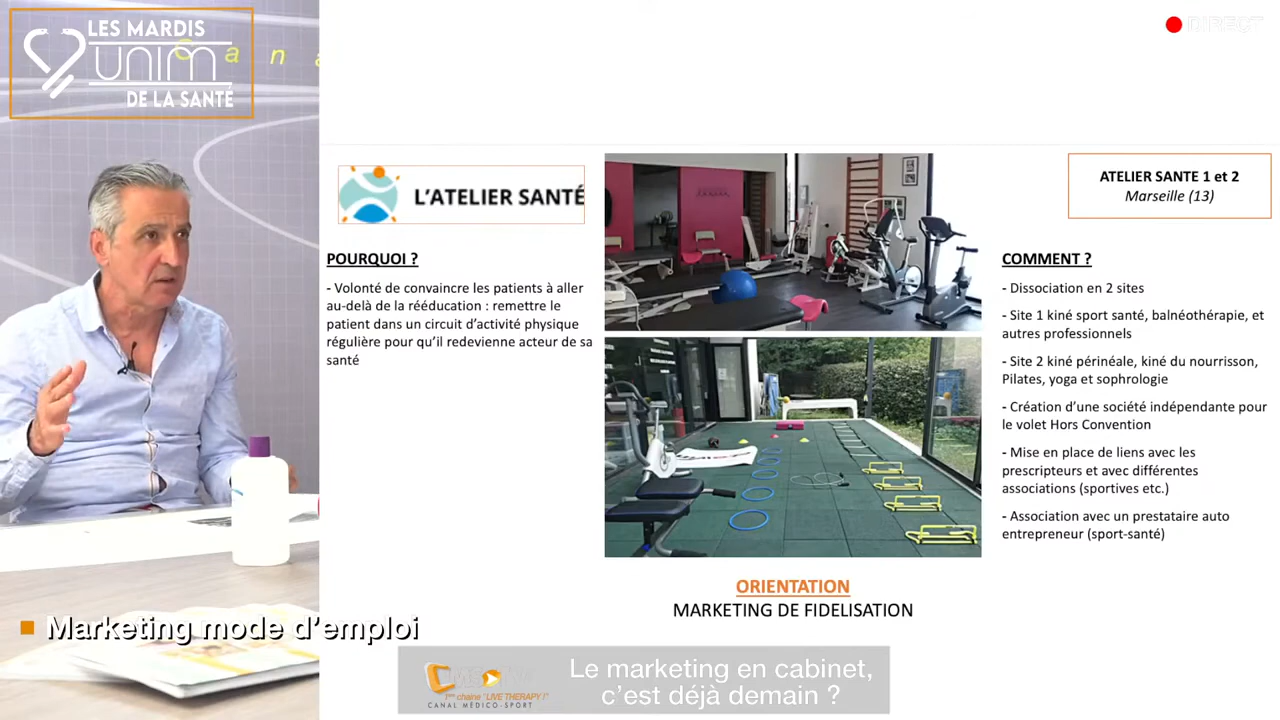 LES MARDIS
unim
DE LA SANTÉ
Cana
DIRECT
L'ATELIER SANTÉ
POURQUOI ?
- Volonté de convaincre les patients à aller
au-delà de la rééducation : remettre le
patient dans un circuit d'activité physique
régulière pour qu'il redevienne acteur de sa
santé
ATELIER SANTE 1 et 2
Marseille (13)
COMMENT ?
- Dissociation en 2 sites
- Site 1 kiné sport santé, balnéothérapie, et
autres professionnels
- Site 2 kiné périnéale, kiné du nourrisson,
Pilates, yoga et sophrologie
- Création d'une société indépendante pour
le volet Hors Convention
- Mise en place de liens avec les
prescripteurs et avec différentes
associations (sportives etc.)
- Association avec un prestataire auto
entrepreneur (sport-santé)
ORIENTATION
MARKETING DE FIDELISATION
Marketing mode d'emploi
1ère chaine "LIVE THERAPY !"
CANAL MÉDICO-SPORT
Le marketing en cabinet,
c'est déjà demain ?